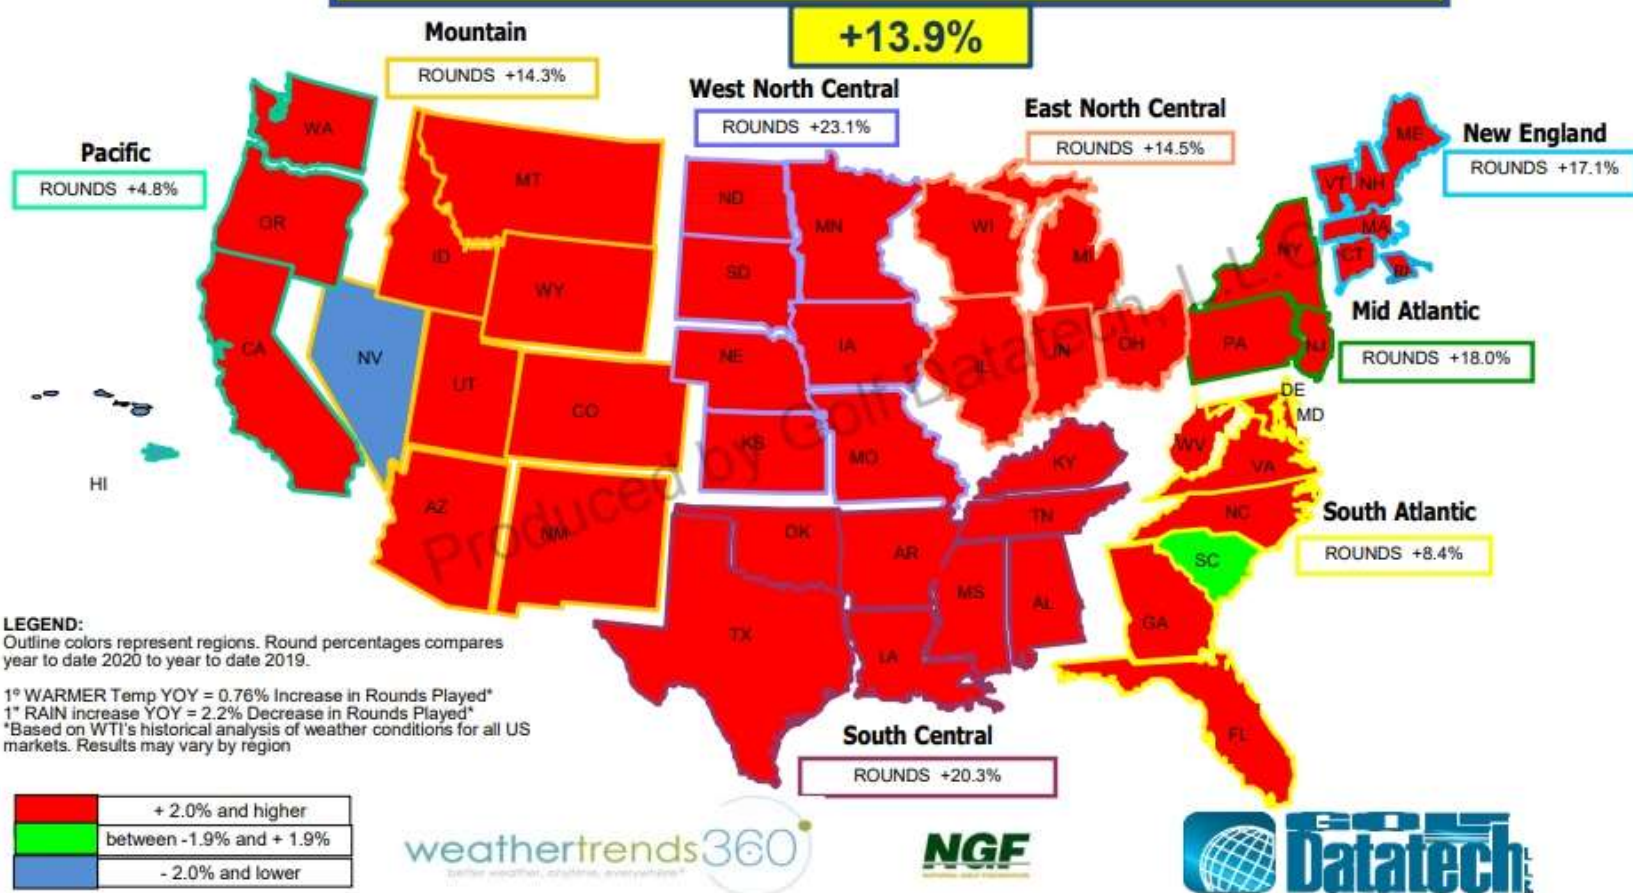 +13.9%
Mountain
ROUNDS +14.3%
West North Central
ROUNDS +23.1%
East North Central
ROUNDS +14.5%
New England
ROUNDS +17.1%
Pacific
ROUNDS +4.8%
Mid Atlantic
ROUNDS +18.0%
South Atlantic
ROUNDS +8.4%
South Central
ROUNDS +20.3%
WA
OR
CA
NV
HI
MT
ID
WY
UT
CO
AZ
NM
ND
SD
NE
KS
MN
IA
MO
WI
MI
IL
IN
OH
KY
TN
OK
AR
TX
LA
MS
AL
ME
VT
NH
MA
CT
NY
PA
NJ
DE
MD
WV
VA
NC
SC
GA
FL
Produced by Golf Datatech, L.L.C
LEGEND:
Outline colors represent regions. Round percentages compares
year to date 2020 to year to date 2019.
1º WARMER Temp YOY = 0.76% Increase in Rounds Played*
1" RAIN increase YOY = 2.2% Decrease in Rounds Played*
*Based on WTI's historical analysis of weather conditions for all US
markets. Results may vary by region
+ 2.0% and higher
between -1.9% and + 1.9%
- 2.0% and lower
weathertrends360
better weather, anytime, everywhere
NGF
GOLF
Datatech